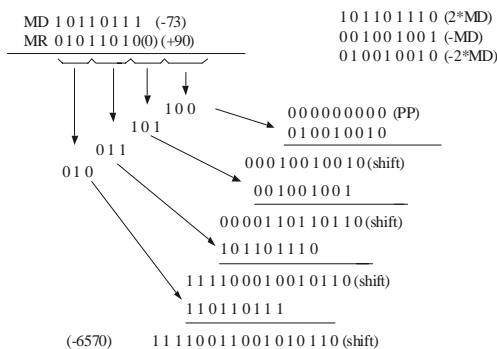 MD 1 0 1 1 0 1 1 1 (-73)
MR 0 1 0 1 1 0 1 0(0) (+90)
1 0 1 1 0 1 1 1 0 (2*MD)
0 0 1 0 0 1 0 0 1 (-MD)
0 1 0 0 1 0 0 1 0 (-2*MD)
1 0 0
1 0 1
0 1 1
0 1 0
0 0 0 0 0 0 0 0 0 (PP)
0 1 0 0 1 0 0 1 0
0 0 0 1 0 0 1 0 0 1 0 (shift)
0 0 1 0 0 1 0 0 1
0 0 0 0 1 1 0 1 1 0 1 1 0 (shift)
1 0 1 1 0 1 1 1 0
1 1 1 1 0 0 0 1 0 0 1 0 1 1 0 (shift)
1 1 0 1 1 0 1 1 1
(-6570) 1 1 1 1 0 0 1 1 0 0 1 0 1 0 1 1 0 (shift)